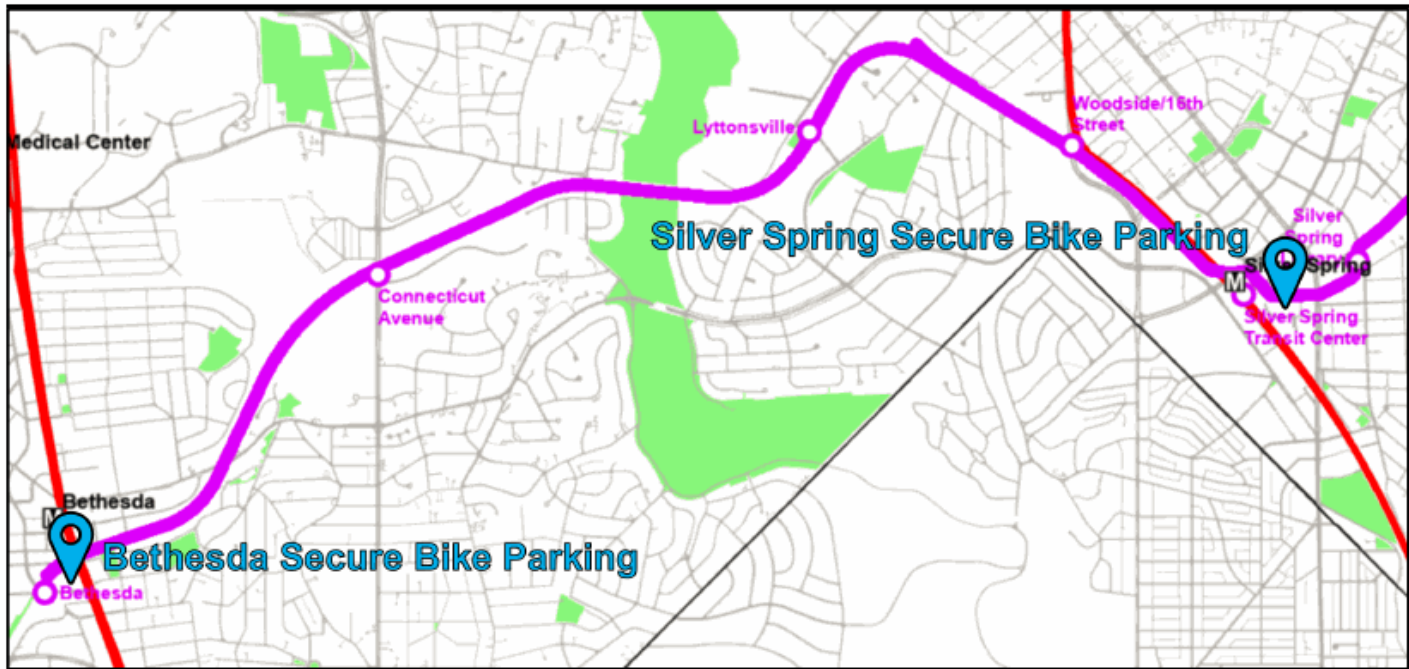 Woodside/16th
Street
Lyttonsville
Medical Center
Silver Spring Secure Bike Parking
Silver
Spring
Spring
M
Connecticut
Avenue
Silver Spring
Transit Center
Bethesda
Bethesda Secure Bike Parking
Bethesda